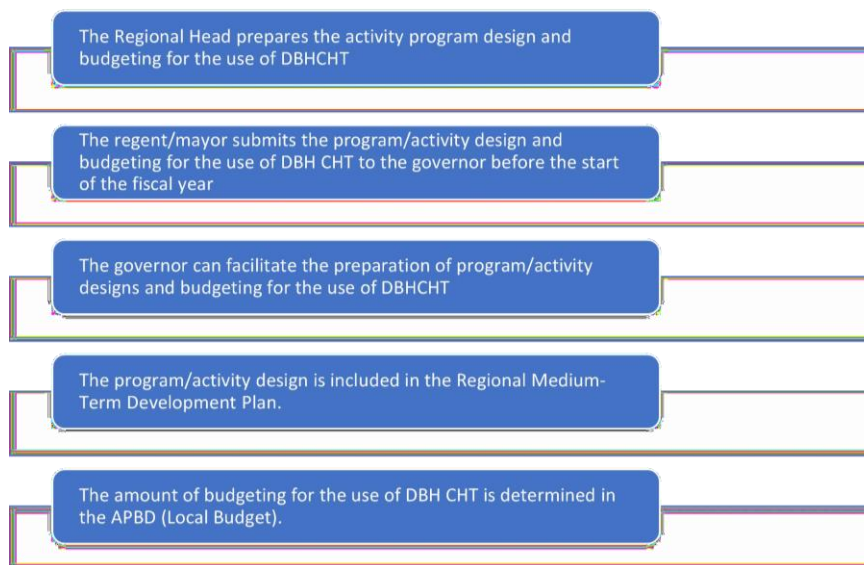 The Regional Head prepares the activity program design and
budgeting for the use of DBHCHT
The regent/mayor submits the program/activity design and
budgeting for the use of DBH CHT to the governor before the start
of the fiscal year
The governor can facilitate the preparation of program/activity
designs and budgeting for the use of DBHCHT
The program/activity design is included in the Regional Medium-
Term Development Plan.
The amount of budgeting for the use of DBH CHT is determined in
the APBD (Local Budget).